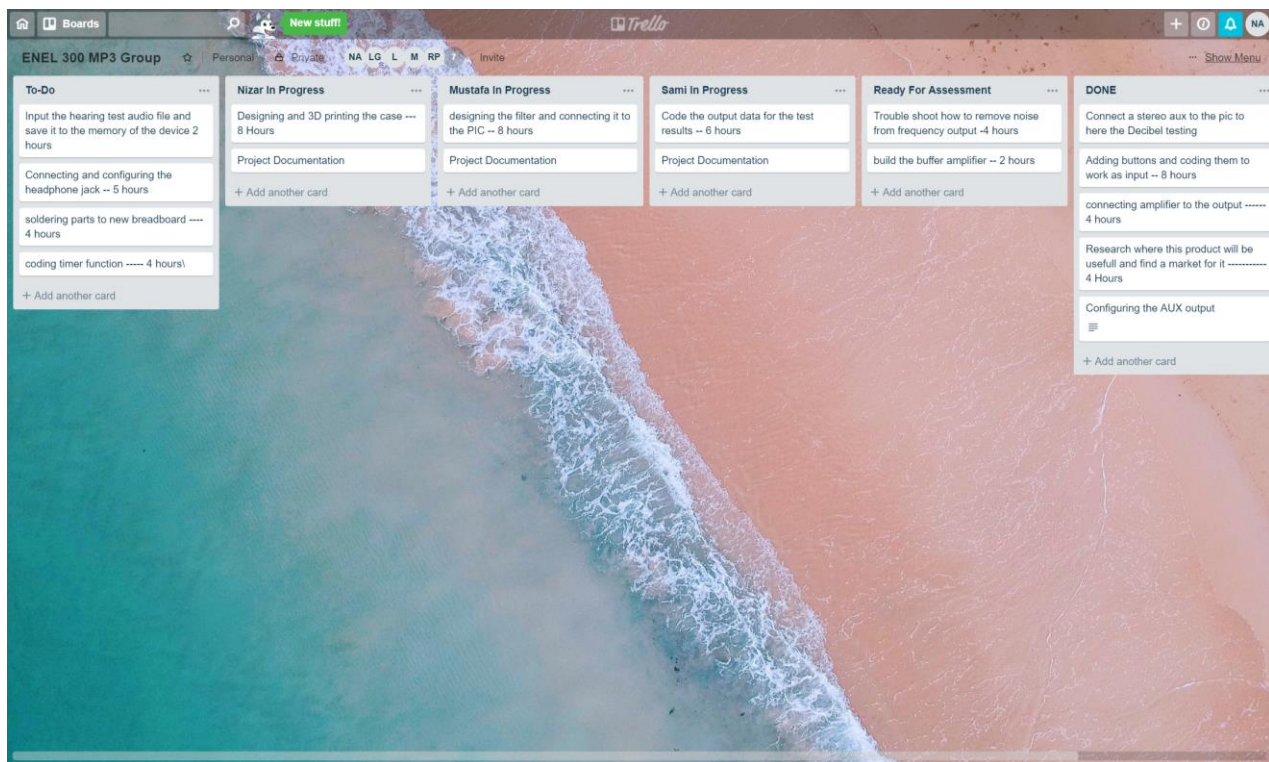 Boards
New stuff!
Trello
NA
ENEL 300 MP3 Group
Personal
Private
NA LG L M RP 7
Invite
... Show Menu
To-Do ...
Input the hearing test audio file and
save it to the memory of the device 2
hours
Connecting and configuring the
headphone jack -- 5 hours
soldering parts to new breadboard ----
4 hours
coding timer function ----- 4 hours\
+ Add another card
Nizar In Progress ...
Designing and 3D printing the case ---
8 Hours
Project Documentation
+ Add another card
Mustafa In Progress ...
designing the filter and connecting it to
the PIC -- 8 hours
Project Documentation
+ Add another card
Sami In Progress ...
Code the output data for the test
results -- 6 hours
Project Documentation
+ Add another card
Ready For Assessment ...
Trouble shoot how to remove noise
from frequency output -4 hours
build the buffer amplifier -- 2 hours
+ Add another card
DONE ...
Connect a stereo aux to the pic to
here the Decibel testing
Adding buttons and coding them to
work as input -- 8 hours
connecting amplifier to the output ------
4 hours
Research where this product will be
usefull and find a market for it -----------
4 Hours
Configuring the AUX output
+ Add another card